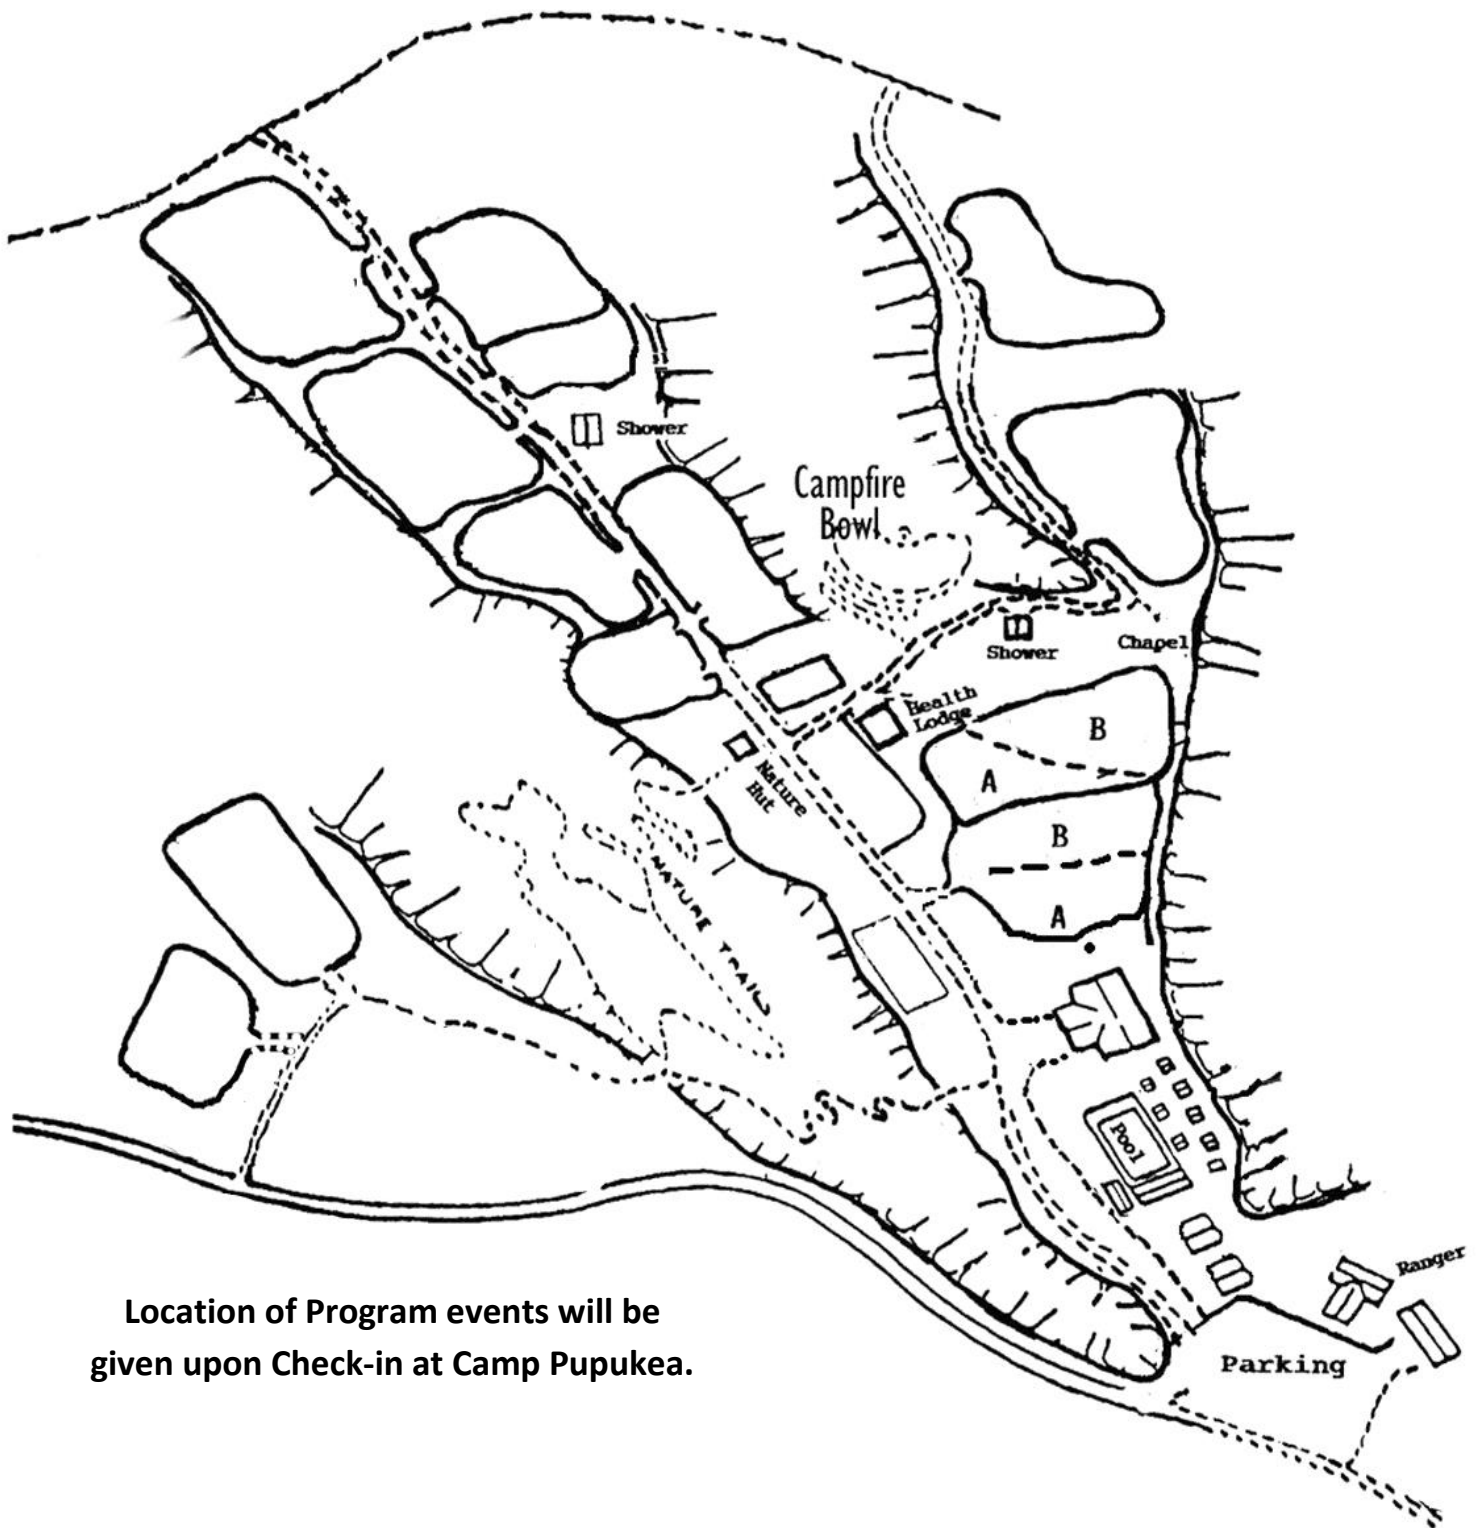 Shower
Campfire
Bowl
Shower
Chapel
Health
Lodge
B
A
Nature
Hut
B
A
NATURE TRAIL
Pool
Ranger
Parking
Location of Program events will be
given upon Check-in at Camp Pupukea.